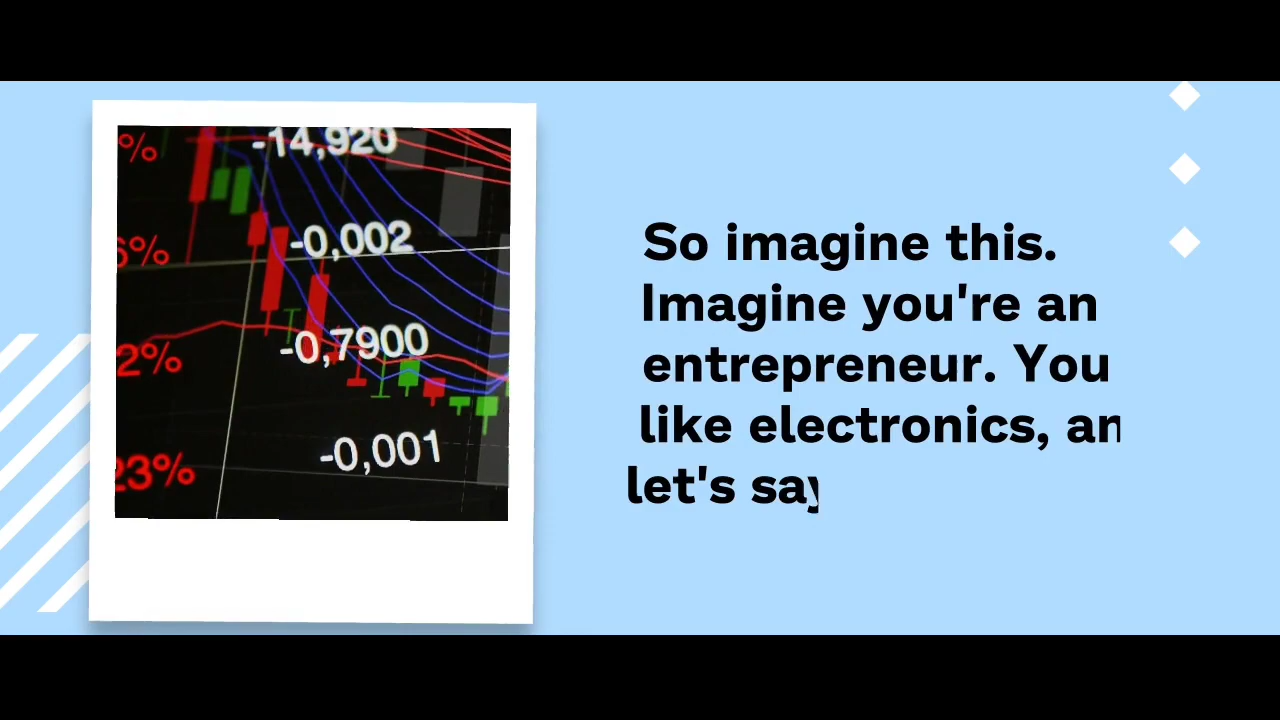 %
-14,920
6%
-0,002
2%
-0,7900
23%
-0,001
So imagine this.
Imagine you're an
entrepreneur. You
like electronics, an
let's say